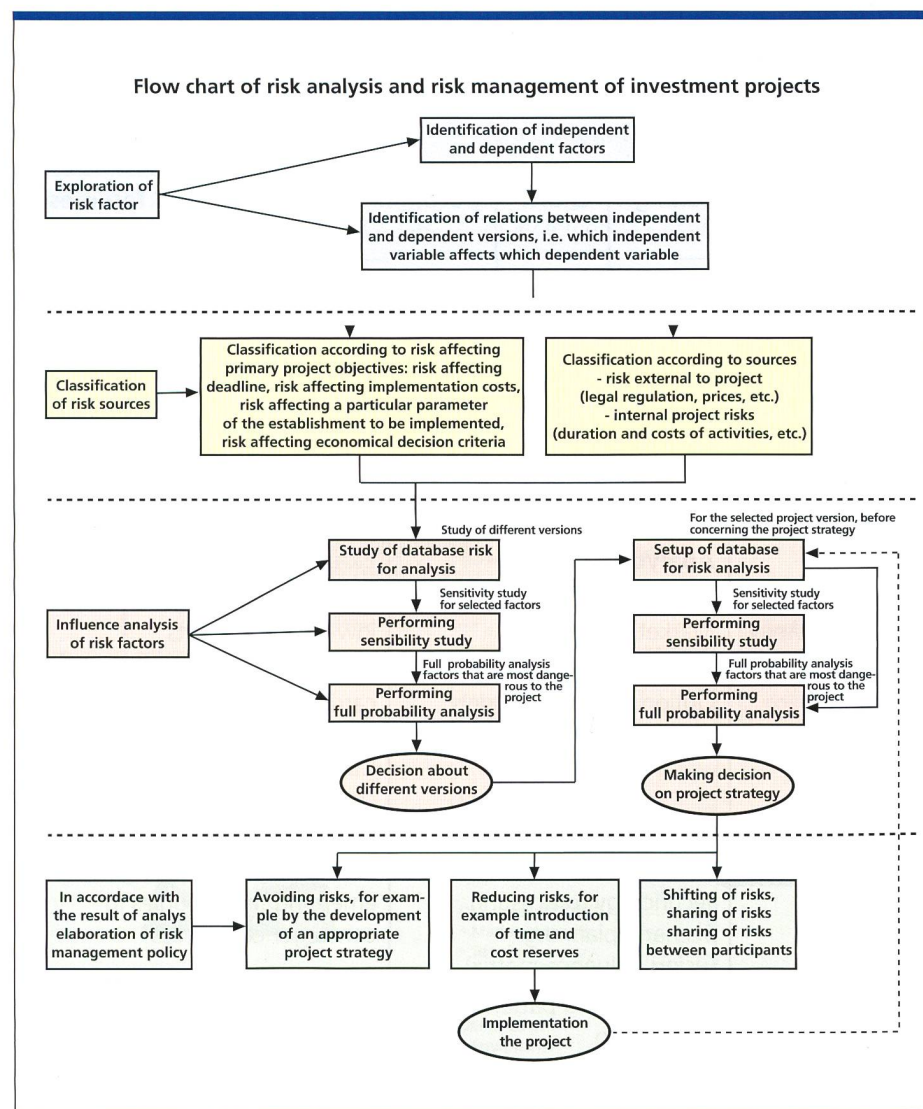 Flow chart of risk analysis and risk management of investment projects
Identification of independent
and dependent factors
Exploration of
risk factor
Identification of relations between independent
and dependent versions, i.e. which independent
variable affects which dependent variable
Classification
of risk sources
Classification according to risk affecting
primary project objectives: risk affecting
deadline, risk affecting implementation costs,
risk affecting a particular parameter
of the establishment to be implemented,
risk affecting economical decision criteria
Classification according to sources
- risk external to project
(legal regulation, prices, etc.)
- internal project risks
(duration and costs of activities, etc.)
Influence analysis
of risk factors
Study of different versions
Study of database risk
for analysis
Sensitivity study
for selected factors
Performing
sensibility study
Full probability analysis
factors that are most dange-
rous to the
project
Performing
full probability analysis
Decision about
different versions
For the selected project version, before
concerning the project strategy
Setup of database
for risk analysis
Sensitivity study
for selected factors
Performing
sensibility study
Full probability analysis
factors that are most dange-
rous to the
project
Performing
full probability analysis
Making decision
on project strategy
In accordace with
the result of analys
elaboration of risk
management policy
Avoiding risks, for exam-
ple by the development
of an appropriate
project strategy
Reducing risks, for
example introduction
of time and
cost reserves
Shifting of risks,
sharing of risks
sharing of risks
between participants
Implementation
the project